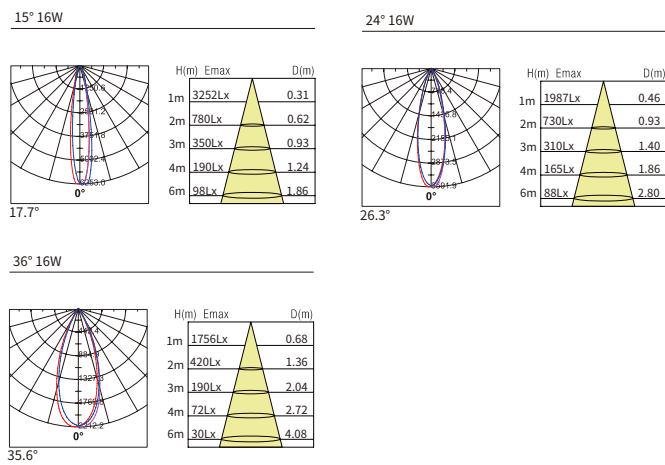 15° 16W
H(m) Emax D(m)
1m 3252Lx 0.31
2m 780Lx 0.62
3m 350Lx 0.93
4m 190Lx 1.24
6m 98Lx 1.86
0°
17.7°
24° 16W
H(m) Emax D(m)
1m 1987Lx 0.46
2m 730Lx 0.93
3m 310Lx 1.40
4m 165Lx 1.86
6m 88Lx 2.80
0°
26.3°
36° 16W
H(m) Emax D(m)
1m 1756Lx 0.68
2m 420Lx 1.36
3m 190Lx 2.04
4m 72Lx 2.72
6m 30Lx 4.08
0°
35.6°